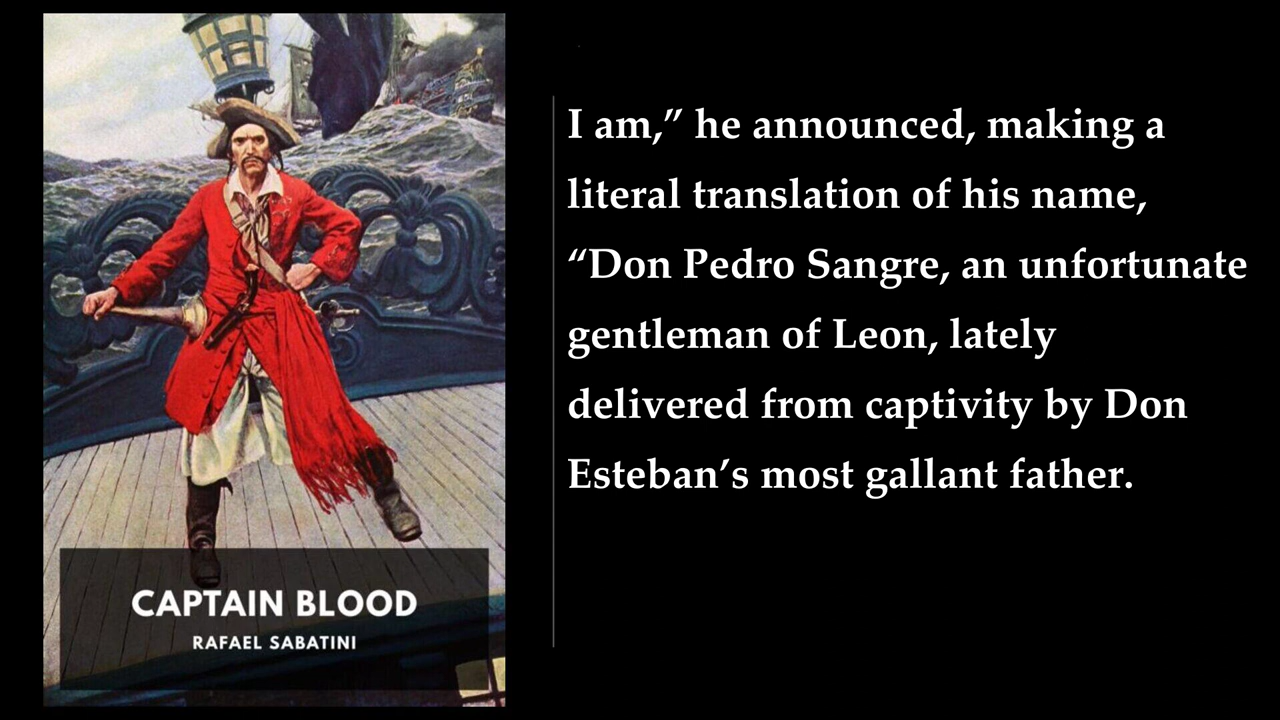 CAPTAIN BLOOD
RAFAEL SABATINI
I am,” he announced, making a
literal translation of his name,
“Don Pedro Sangre, an unfortunate
gentleman of Leon, lately
delivered from captivity by Don
Esteban’s most gallant father.